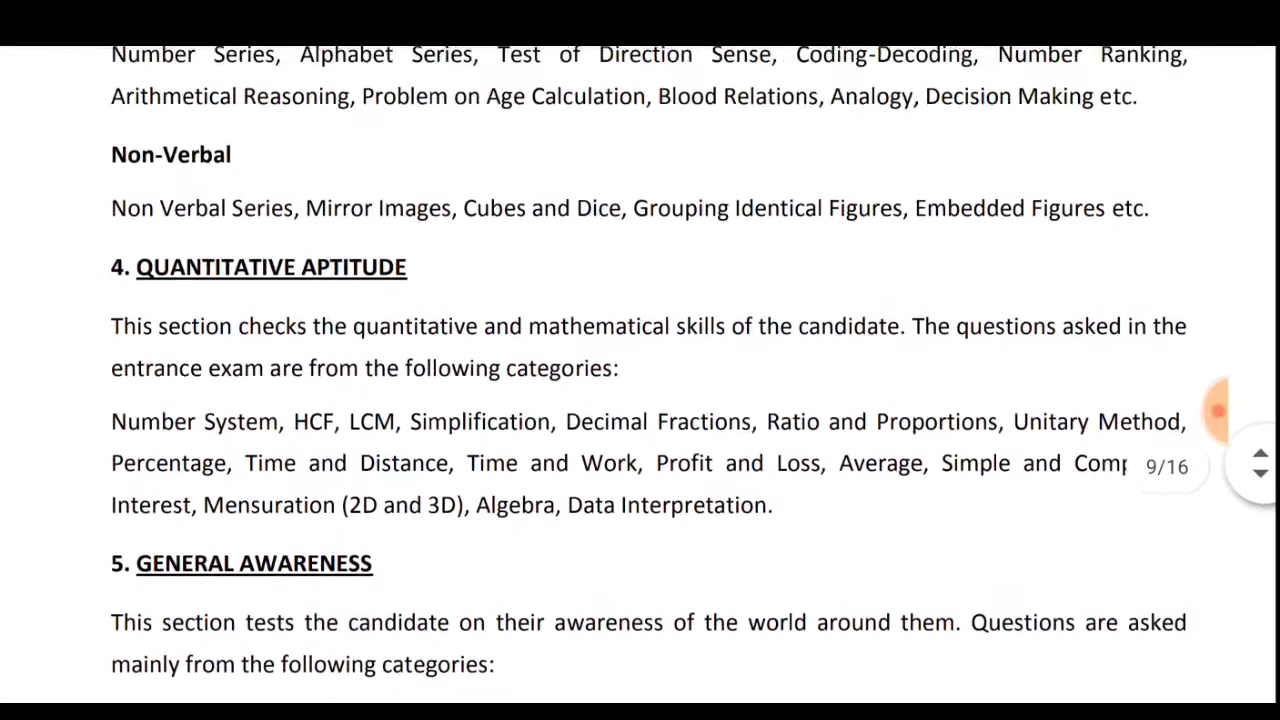 Number Series, Alphabet Series, Test of Direction Sense, Coding-Decoding, Number Ranking,
Arithmetical Reasoning, Problem on Age Calculation, Blood Relations, Analogy, Decision Making etc.
Non-Verbal
Non Verbal Series, Mirror Images, Cubes and Dice, Grouping Identical Figures, Embedded Figures etc.
4. QUANTITATIVE APTITUDE
This section checks the quantitative and mathematical skills of the candidate. The questions asked in the
entrance exam are from the following categories:
Number System, HCF, LCM, Simplification, Decimal Fractions, Ratio and Proportions, Unitary Method,
Percentage, Time and Distance, Time and Work, Profit and Loss, Average, Simple and 9/16
Interest, Mensuration (2D and 3D), Algebra, Data Interpretation.
5. GENERAL AWARENESS
This section tests the candidate on their awareness of the world around them. Questions are asked
mainly from the following categories: